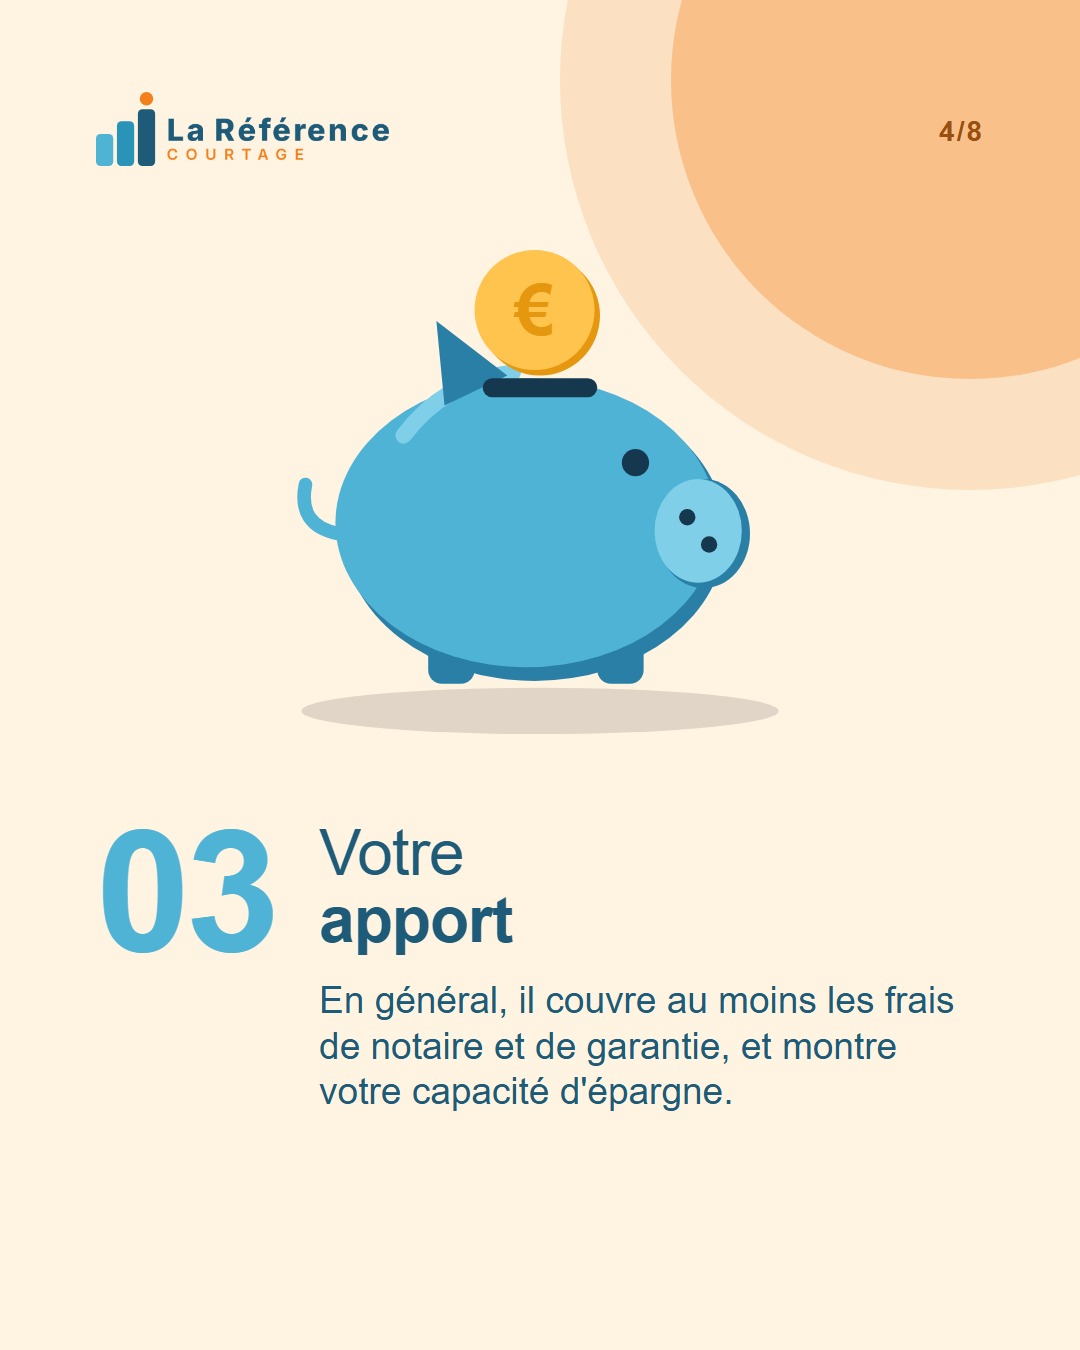 La Référence
COURTAGE
4/8
€
03
Votre
apport
En général, il couvre au moins les frais
de notaire et de garantie, et montre
votre capacité d'épargne.